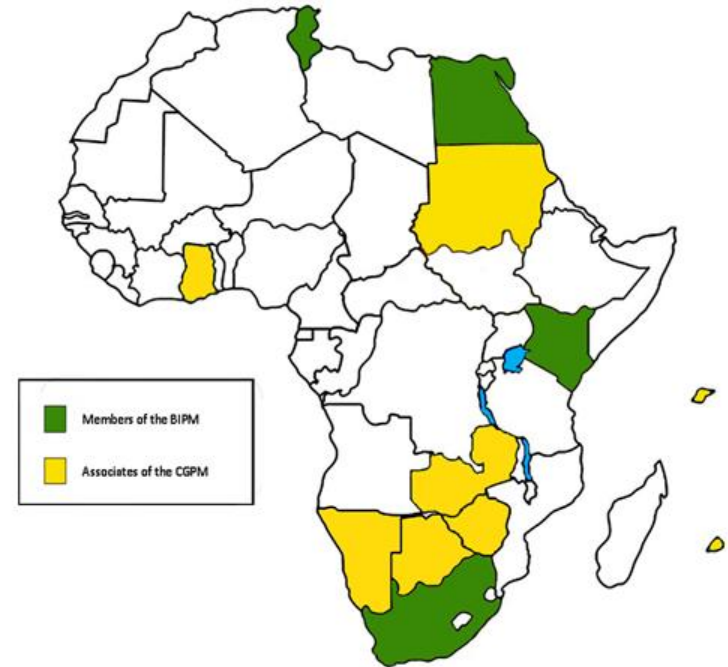 Members of the BIPM
Associates of the CGPM